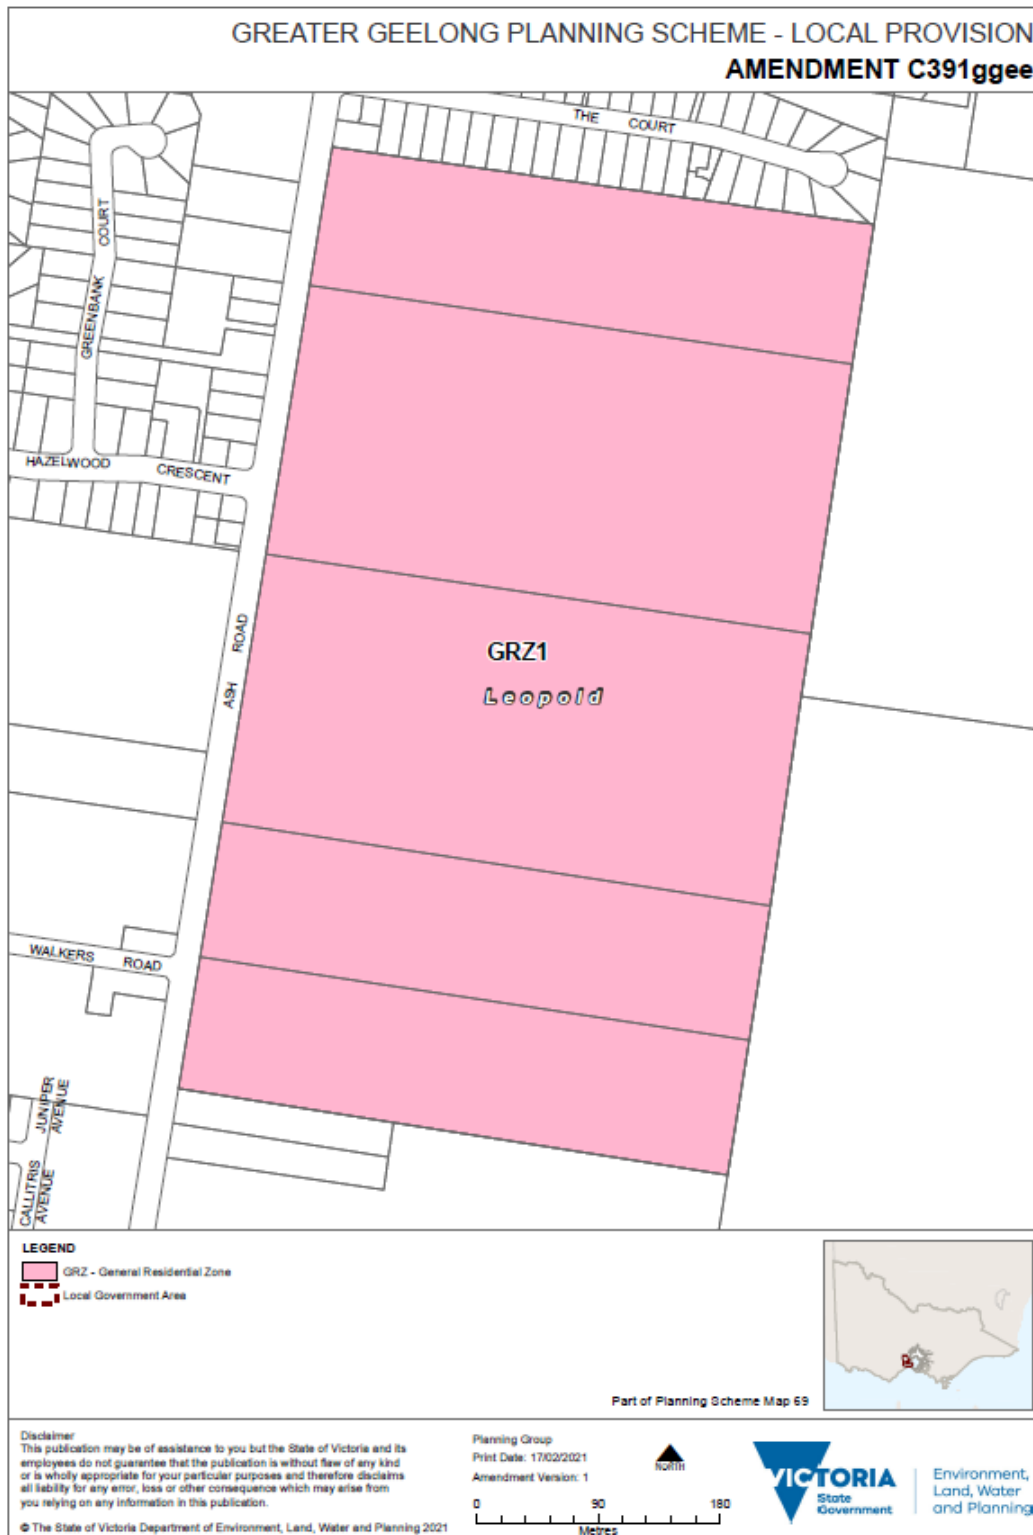 GREATER GEELONG PLANNING SCHEME - LOCAL PROVISION
AMENDMENT C391ggee
THE COURT
GREENBANK COURT
HAZELWOOD CRESCENT
ASH ROAD
GRZ1
Leopold
WALKERS ROAD
JUNIPER
AVENUE
CALLITRIS
AVENUE
LEGEND
GRZ - General Residential Zone
Local Government Area
Part of Planning Scheme Map 69
Disclaimer
This publication may be of assistance to you but the State of Victoria and its
employees do not guarantee that the publication is without flaw of any kind
or is wholly appropriate for your particular purposes and therefore disclaims
all liability for any error, loss or other consequence which may arise from
you relying on any information in this publication.
© The State of Victoria Department of Environment, Land, Water and Planning 2021
Planning Group
Print Date: 17/02/2021
Amendment Version: 1
NORTH
0 90 180
Metres
VICTORIA
State
Government
Environment,
Land, Water
and Planning